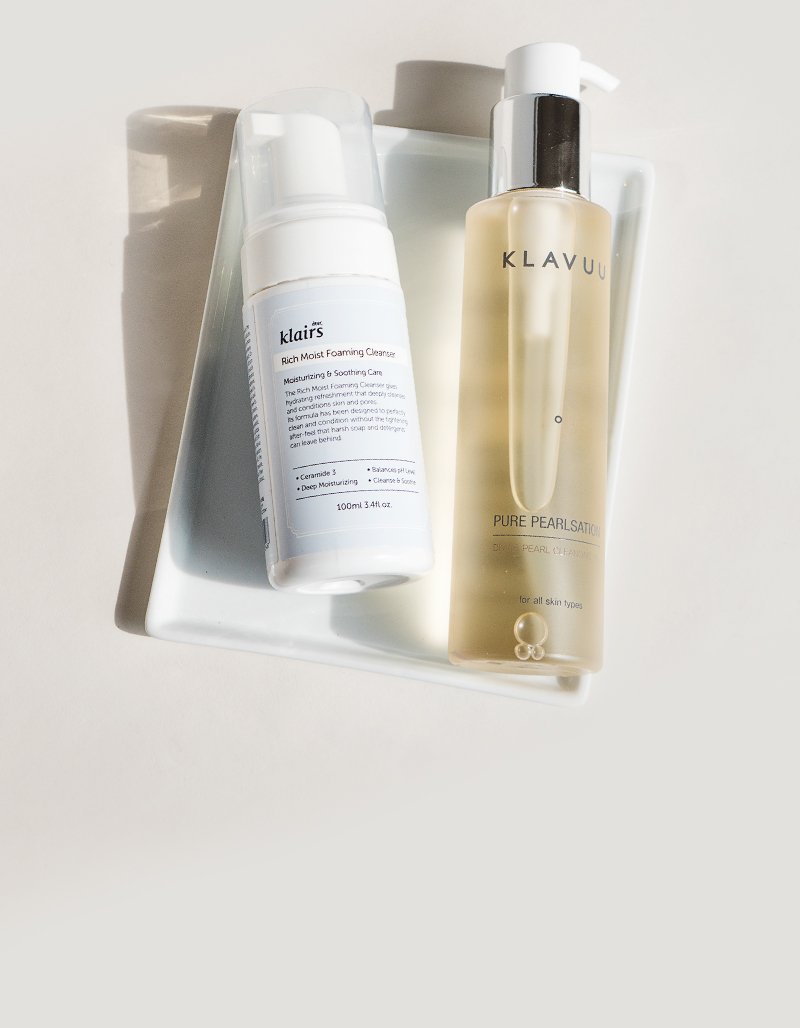 dear,
klairs
Rich Moist Foaming Cleanser
Moisturizing & Soothing Care
The Rich Moist Foaming Cleanser gives
hydrating refreshment that deeply cleanses
and conditions skin and pores.
Its formula has been designed to perfectly
clean and condition without the tightening
after-feel that harsh soap and detergents
can leave behind.
• Ceramide 3 • Balances pH Level
• Deep Moisturizing • Cleanse & Soothe
100ml 3.4fl.oz.
KLAVUU
PURE PEARLSATION
PEARL CLEANSING
for all skin types